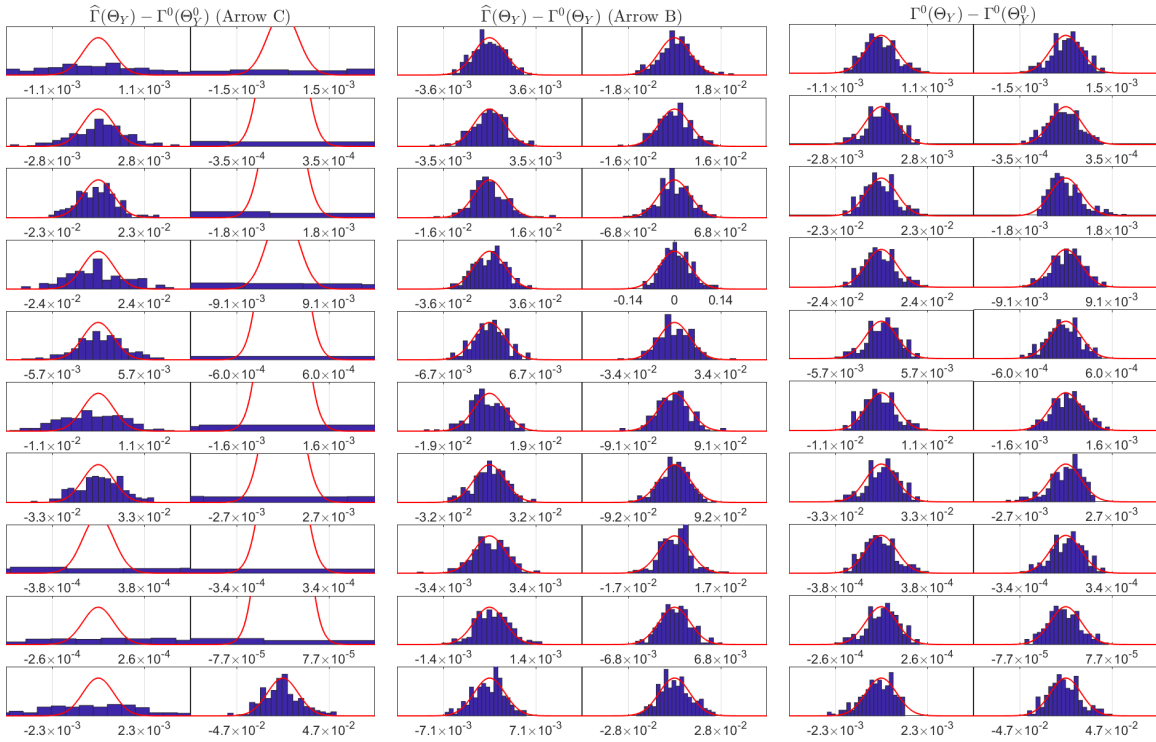 Γ̂(Θ_Y) − Γ⁰(Θ⁰_Y) (Arrow C) Γ̂(Θ_Y) − Γ⁰(Θ_Y) (Arrow B) Γ⁰(Θ_Y) − Γ⁰(Θ⁰_Y)
-1.1×10⁻³ 1.1×10⁻³ -1.5×10⁻³ 1.5×10⁻³ -3.6×10⁻³ 3.6×10⁻³ -1.8×10⁻² 1.8×10⁻² -1.1×10⁻³ 1.1×10⁻³ -1.5×10⁻³ 1.5×10⁻³
-2.8×10⁻³ 2.8×10⁻³ -3.5×10⁻⁴ 3.5×10⁻⁴ -3.5×10⁻³ 3.5×10⁻³ -1.6×10⁻² 1.6×10⁻² -2.8×10⁻³ 2.8×10⁻³ -3.5×10⁻⁴ 3.5×10⁻⁴
-2.3×10⁻² 2.3×10⁻² -1.8×10⁻³ 1.8×10⁻³ -1.6×10⁻² 1.6×10⁻² -6.8×10⁻² 6.8×10⁻² -2.3×10⁻² 2.3×10⁻² -1.8×10⁻³ 1.8×10⁻³
-2.4×10⁻² 2.4×10⁻² -9.1×10⁻³ 9.1×10⁻³ -3.6×10⁻² 3.6×10⁻² -0.14 0 0.14 -2.4×10⁻² 2.4×10⁻² -9.1×10⁻³ 9.1×10⁻³
-5.7×10⁻³ 5.7×10⁻³ -6.0×10⁻⁴ 6.0×10⁻⁴ -6.7×10⁻³ 6.7×10⁻³ -3.4×10⁻² 3.4×10⁻² -5.7×10⁻³ 5.7×10⁻³ -6.0×10⁻⁴ 6.0×10⁻⁴
-1.1×10⁻² 1.1×10⁻² -1.6×10⁻³ 1.6×10⁻³ -1.9×10⁻² 1.9×10⁻² -9.1×10⁻² 9.1×10⁻² -1.1×10⁻² 1.1×10⁻² -1.6×10⁻³ 1.6×10⁻³
-3.3×10⁻² 3.3×10⁻² -2.7×10⁻³ 2.7×10⁻³ -3.2×10⁻² 3.2×10⁻² -9.2×10⁻² 9.2×10⁻² -3.3×10⁻² 3.3×10⁻² -2.7×10⁻³ 2.7×10⁻³
-3.8×10⁻⁴ 3.8×10⁻⁴ -3.4×10⁻⁴ 3.4×10⁻⁴ -3.4×10⁻³ 3.4×10⁻³ -1.7×10⁻² 1.7×10⁻² -3.8×10⁻⁴ 3.8×10⁻⁴ -3.4×10⁻⁴ 3.4×10⁻⁴
-2.6×10⁻⁴ 2.6×10⁻⁴ -7.7×10⁻⁵ 7.7×10⁻⁵ -1.4×10⁻³ 1.4×10⁻³ -6.8×10⁻³ 6.8×10⁻³ -2.6×10⁻⁴ 2.6×10⁻⁴ -7.7×10⁻⁵ 7.7×10⁻⁵
-2.3×10⁻³ 2.3×10⁻³ -4.7×10⁻² 4.7×10⁻² -7.1×10⁻³ 7.1×10⁻³ -2.8×10⁻² 2.8×10⁻² -2.3×10⁻³ 2.3×10⁻³ -4.7×10⁻² 4.7×10⁻²